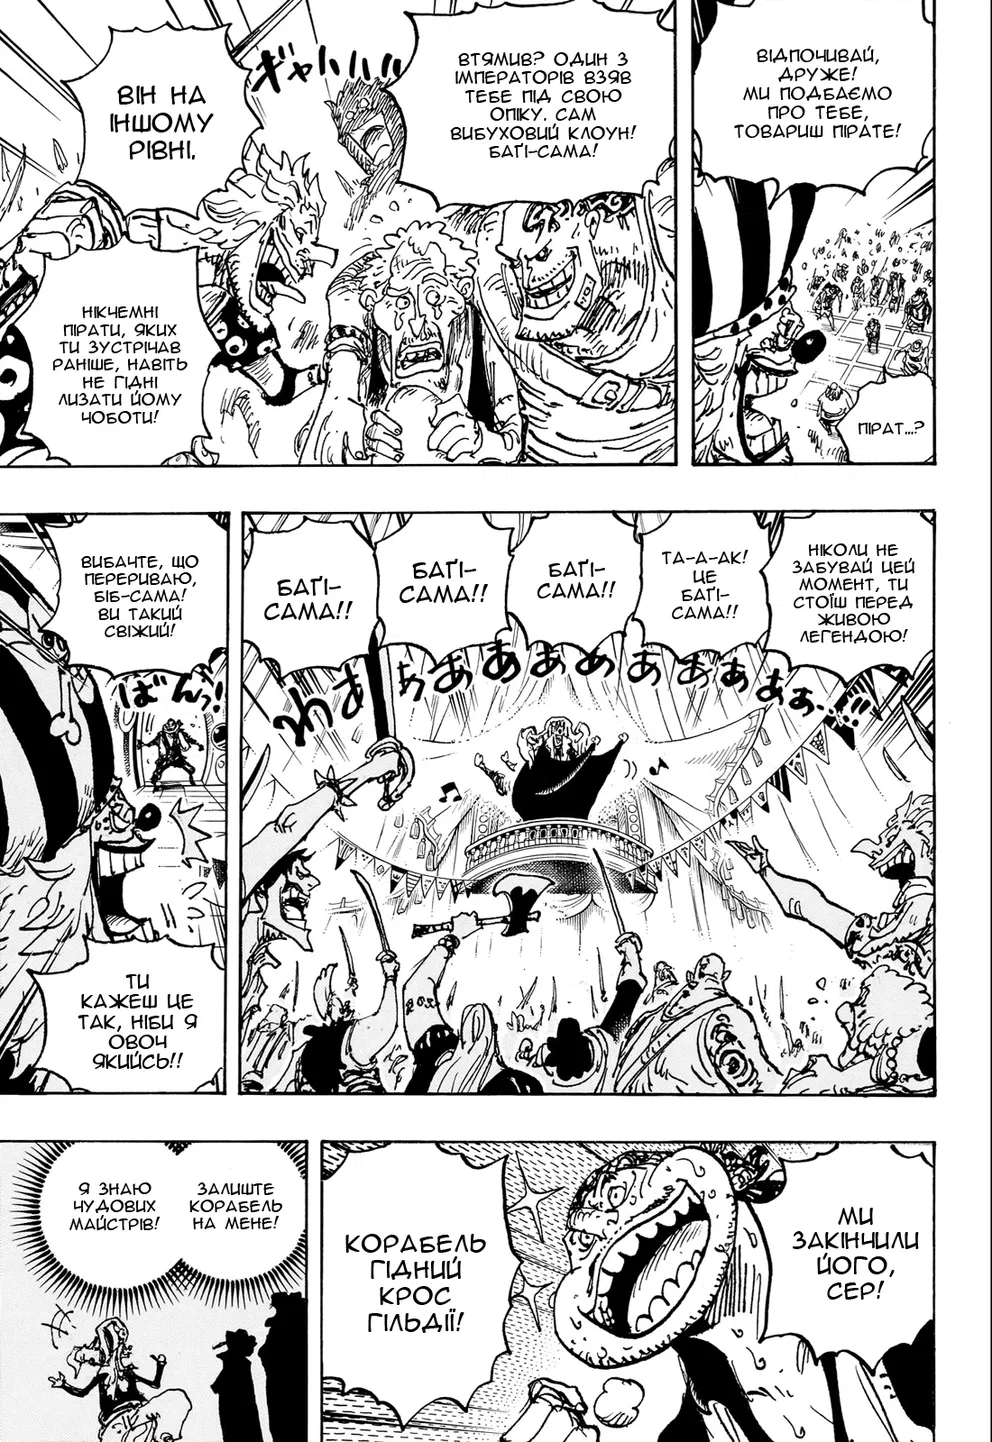 ВІДПОЧИВАЙ,
ДРУЖЕ!
МИ ПОДБАЄМО
ПРО ТЕБЕ,
ТОВАРИШ ПІРАТЕ!
ПІРАТ...?
ВТЯМИВ? ОДИН З
ІМПЕРАТОРІВ ВЗЯВ
ТЕБЕ ПІД СВОЮ
ОПІКУ. САМ
ВИБУХОВИЙ КЛОУН!
БАҐІ-САМА!
ギャハハハハ
ВІН НА
ІНШОМУ
РІВНІ.
НІКЧЕМНІ
ПІРАТИ, ЯКИХ
ТИ ЗУСТРІЧАВ
РАНІШЕ, НАВІТЬ
НЕ ГІДНІ
ЛИЗАТИ ЙОМУ
ЧОБОТИ!
НІКОЛИ НЕ
ЗАБУВАЙ ЦЕЙ
МОМЕНТ, ТИ
СТОЇШ ПЕРЕД
ЖИВОЮ
ЛЕГЕНДОЮ!
ТА-А-АК!
ЦЕ
БАҐІ-
САМА!!
БАҐІ-
САМА!!
БАҐІ-
САМА!!
БАҐІ-
САМА!!
わあぁああああああああぁ...!!
ВИБАЧТЕ, ЩО
ПЕРЕРИВАЮ,
БІБ-САМА!
ВИ ТАКИЙ
СВІЖИЙ!
ばんっ!
ТИ
КАЖЕШ ЦЕ
ТАК, НІБИ Я
ОВОЧ
ЯКИЙСЬ!!
МИ
ЗАКІНЧИЛИ
ЙОГО,
СЕР!
КОРАБЕЛЬ
ГІДНИЙ
КРОС
ГІЛЬДІЇ!
ЗАЛИШТЕ
КОРАБЕЛЬ
НА МЕНЕ!
Я ЗНАЮ
ЧУДОВИХ
МАЙСТРІВ!